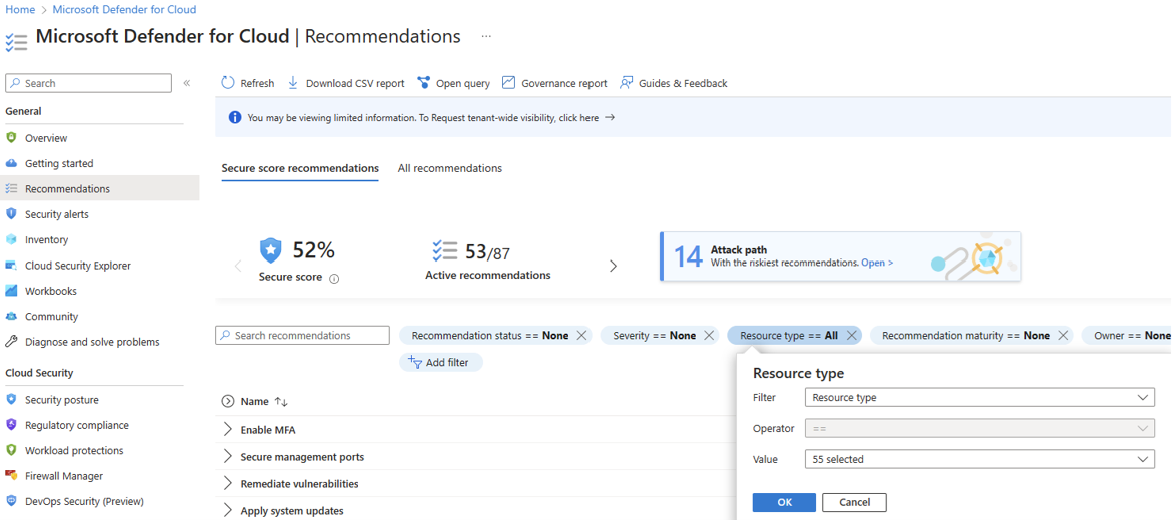 Home > Microsoft Defender for Cloud
Microsoft Defender for Cloud | Recommendations ...
Search «
Refresh Download CSV report Open query Governance report Guides & Feedback
General
You may be viewing limited information. To Request tenant-wide visibility, click here →
Overview
Getting started
Recommendations
Security alerts
Inventory
Cloud Security Explorer
Workbooks
Community
Diagnose and solve problems
Cloud Security
Security posture
Regulatory compliance
Workload protections
Firewall Manager
DevOps Security (Preview)
Secure score recommendations All recommendations
52%
Secure score
53/87
Active recommendations
14 Attack path
With the riskiest recommendations. Open >
Search recommendations
Recommendation status == None
Severity == None
Resource type == All
Recommendation maturity == None
Owner == None
Add filter
Name ↑↓
Enable MFA
Secure management ports
Remediate vulnerabilities
Apply system updates
Resource type
Filter Resource type
Operator ==
Value 55 selected
OK Cancel